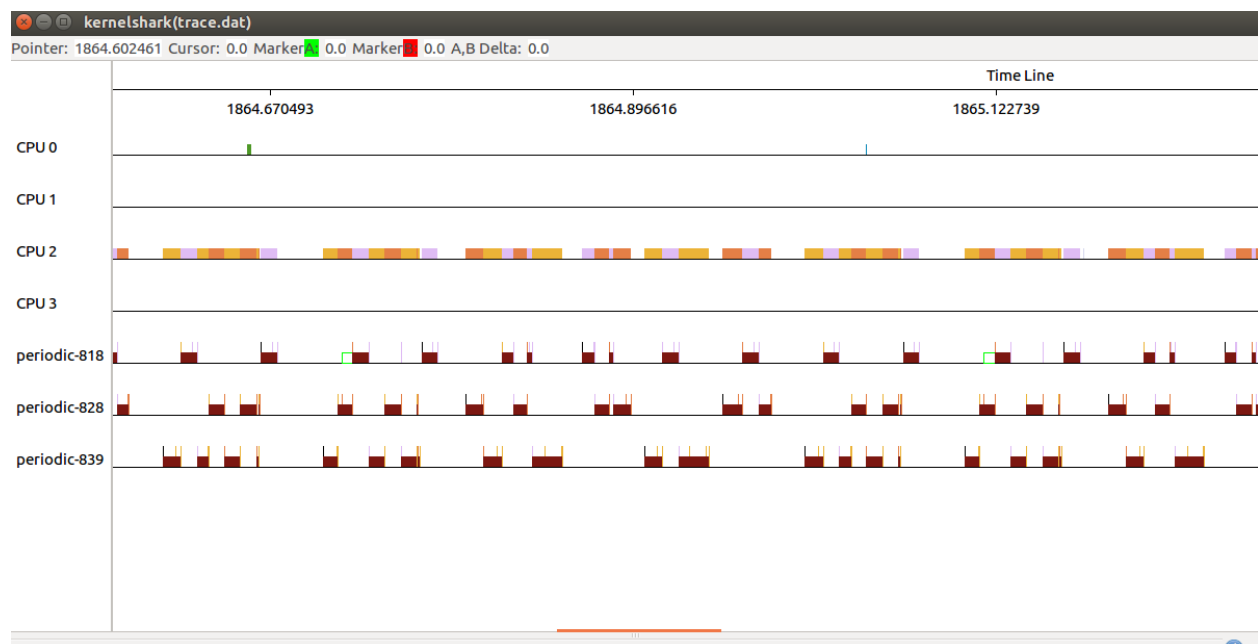 kernelshark(trace.dat)
Pointer: 1864.602461 Cursor: 0.0 MarkerA: 0.0 MarkerB: 0.0 A,B Delta: 0.0
Time Line
1864.670493 1864.896616 1865.122739
CPU 0
CPU 1
CPU 2
CPU 3
periodic-818
periodic-828
periodic-839